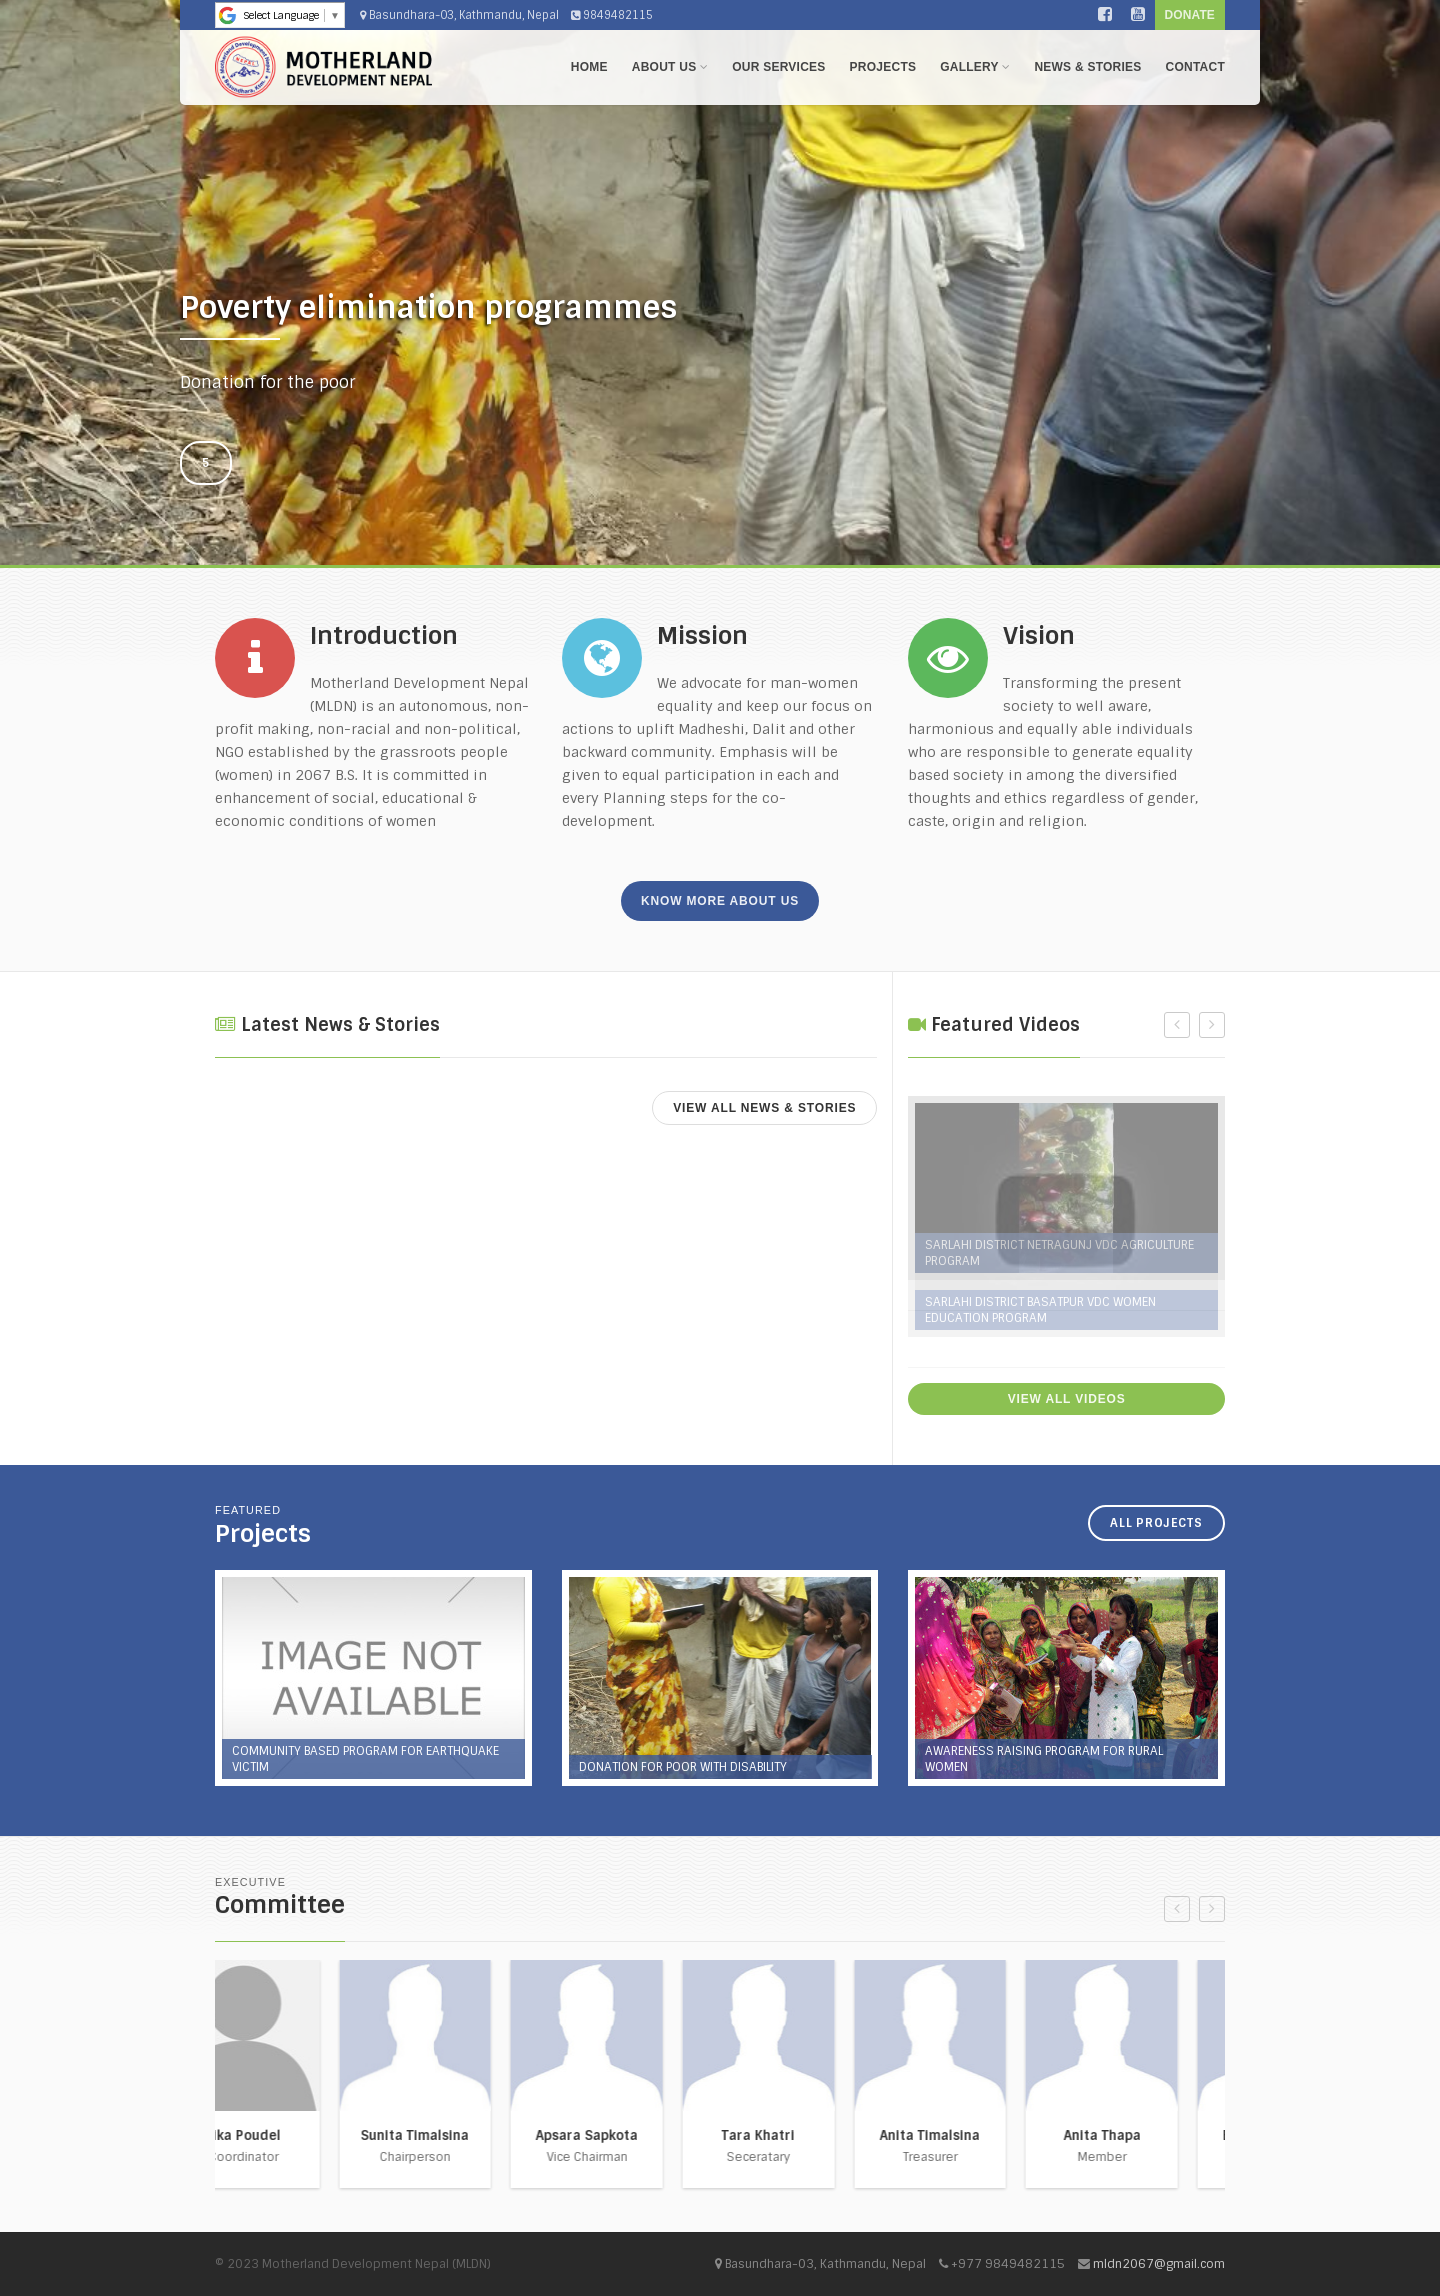 Select Language ▼
Basundhara-03, Kathmandu, Nepal 9849482115
DONATE
MOTHERLAND
DEVELOPMENT NEPAL
HOME ABOUT US OUR SERVICES PROJECTS GALLERY NEWS & STORIES CONTACT
Poverty elimination programmes
Donation for the poor
5
Introduction
Motherland Development Nepal
(MLDN) is an autonomous, non-
profit making, non-racial and non-political,
NGO established by the grassroots people
(women) in 2067 B.S. It is committed in
enhancement of social, educational &
economic conditions of women
Mission
We advocate for man-women
equality and keep our focus on
actions to uplift Madheshi, Dalit and other
backward community. Emphasis will be
given to equal participation in each and
every Planning steps for the co-
development.
Vision
Transforming the present
society to well aware,
harmonious and equally able individuals
who are responsible to generate equality
based society in among the diversified
thoughts and ethics regardless of gender,
caste, origin and religion.
KNOW MORE ABOUT US
Latest News & Stories
VIEW ALL NEWS & STORIES
Featured Videos
SARLAHI DISTRICT NETRAGUNJ VDC AGRICULTURE
PROGRAM
SARLAHI DISTRICT BASATPUR VDC WOMEN
EDUCATION PROGRAM
VIEW ALL VIDEOS
FEATURED
Projects
ALL PROJECTS
IMAGE NOT
AVAILABLE
COMMUNITY BASED PROGRAM FOR EARTHQUAKE
VICTIM
DONATION FOR POOR WITH DISABILITY
AWARENESS RAISING PROGRAM FOR RURAL
WOMEN
EXECUTIVE
Committee
ika Poudel
oordinator
Sunita Timalsina
Chairperson
Apsara Sapkota
Vice Chairman
Tara Khatri
Seceratary
Anita Timalsina
Treasurer
Anita Thapa
Member
© 2023 Motherland Development Nepal (MLDN)
Basundhara-03, Kathmandu, Nepal +977 9849482115 mldn2067@gmail.com